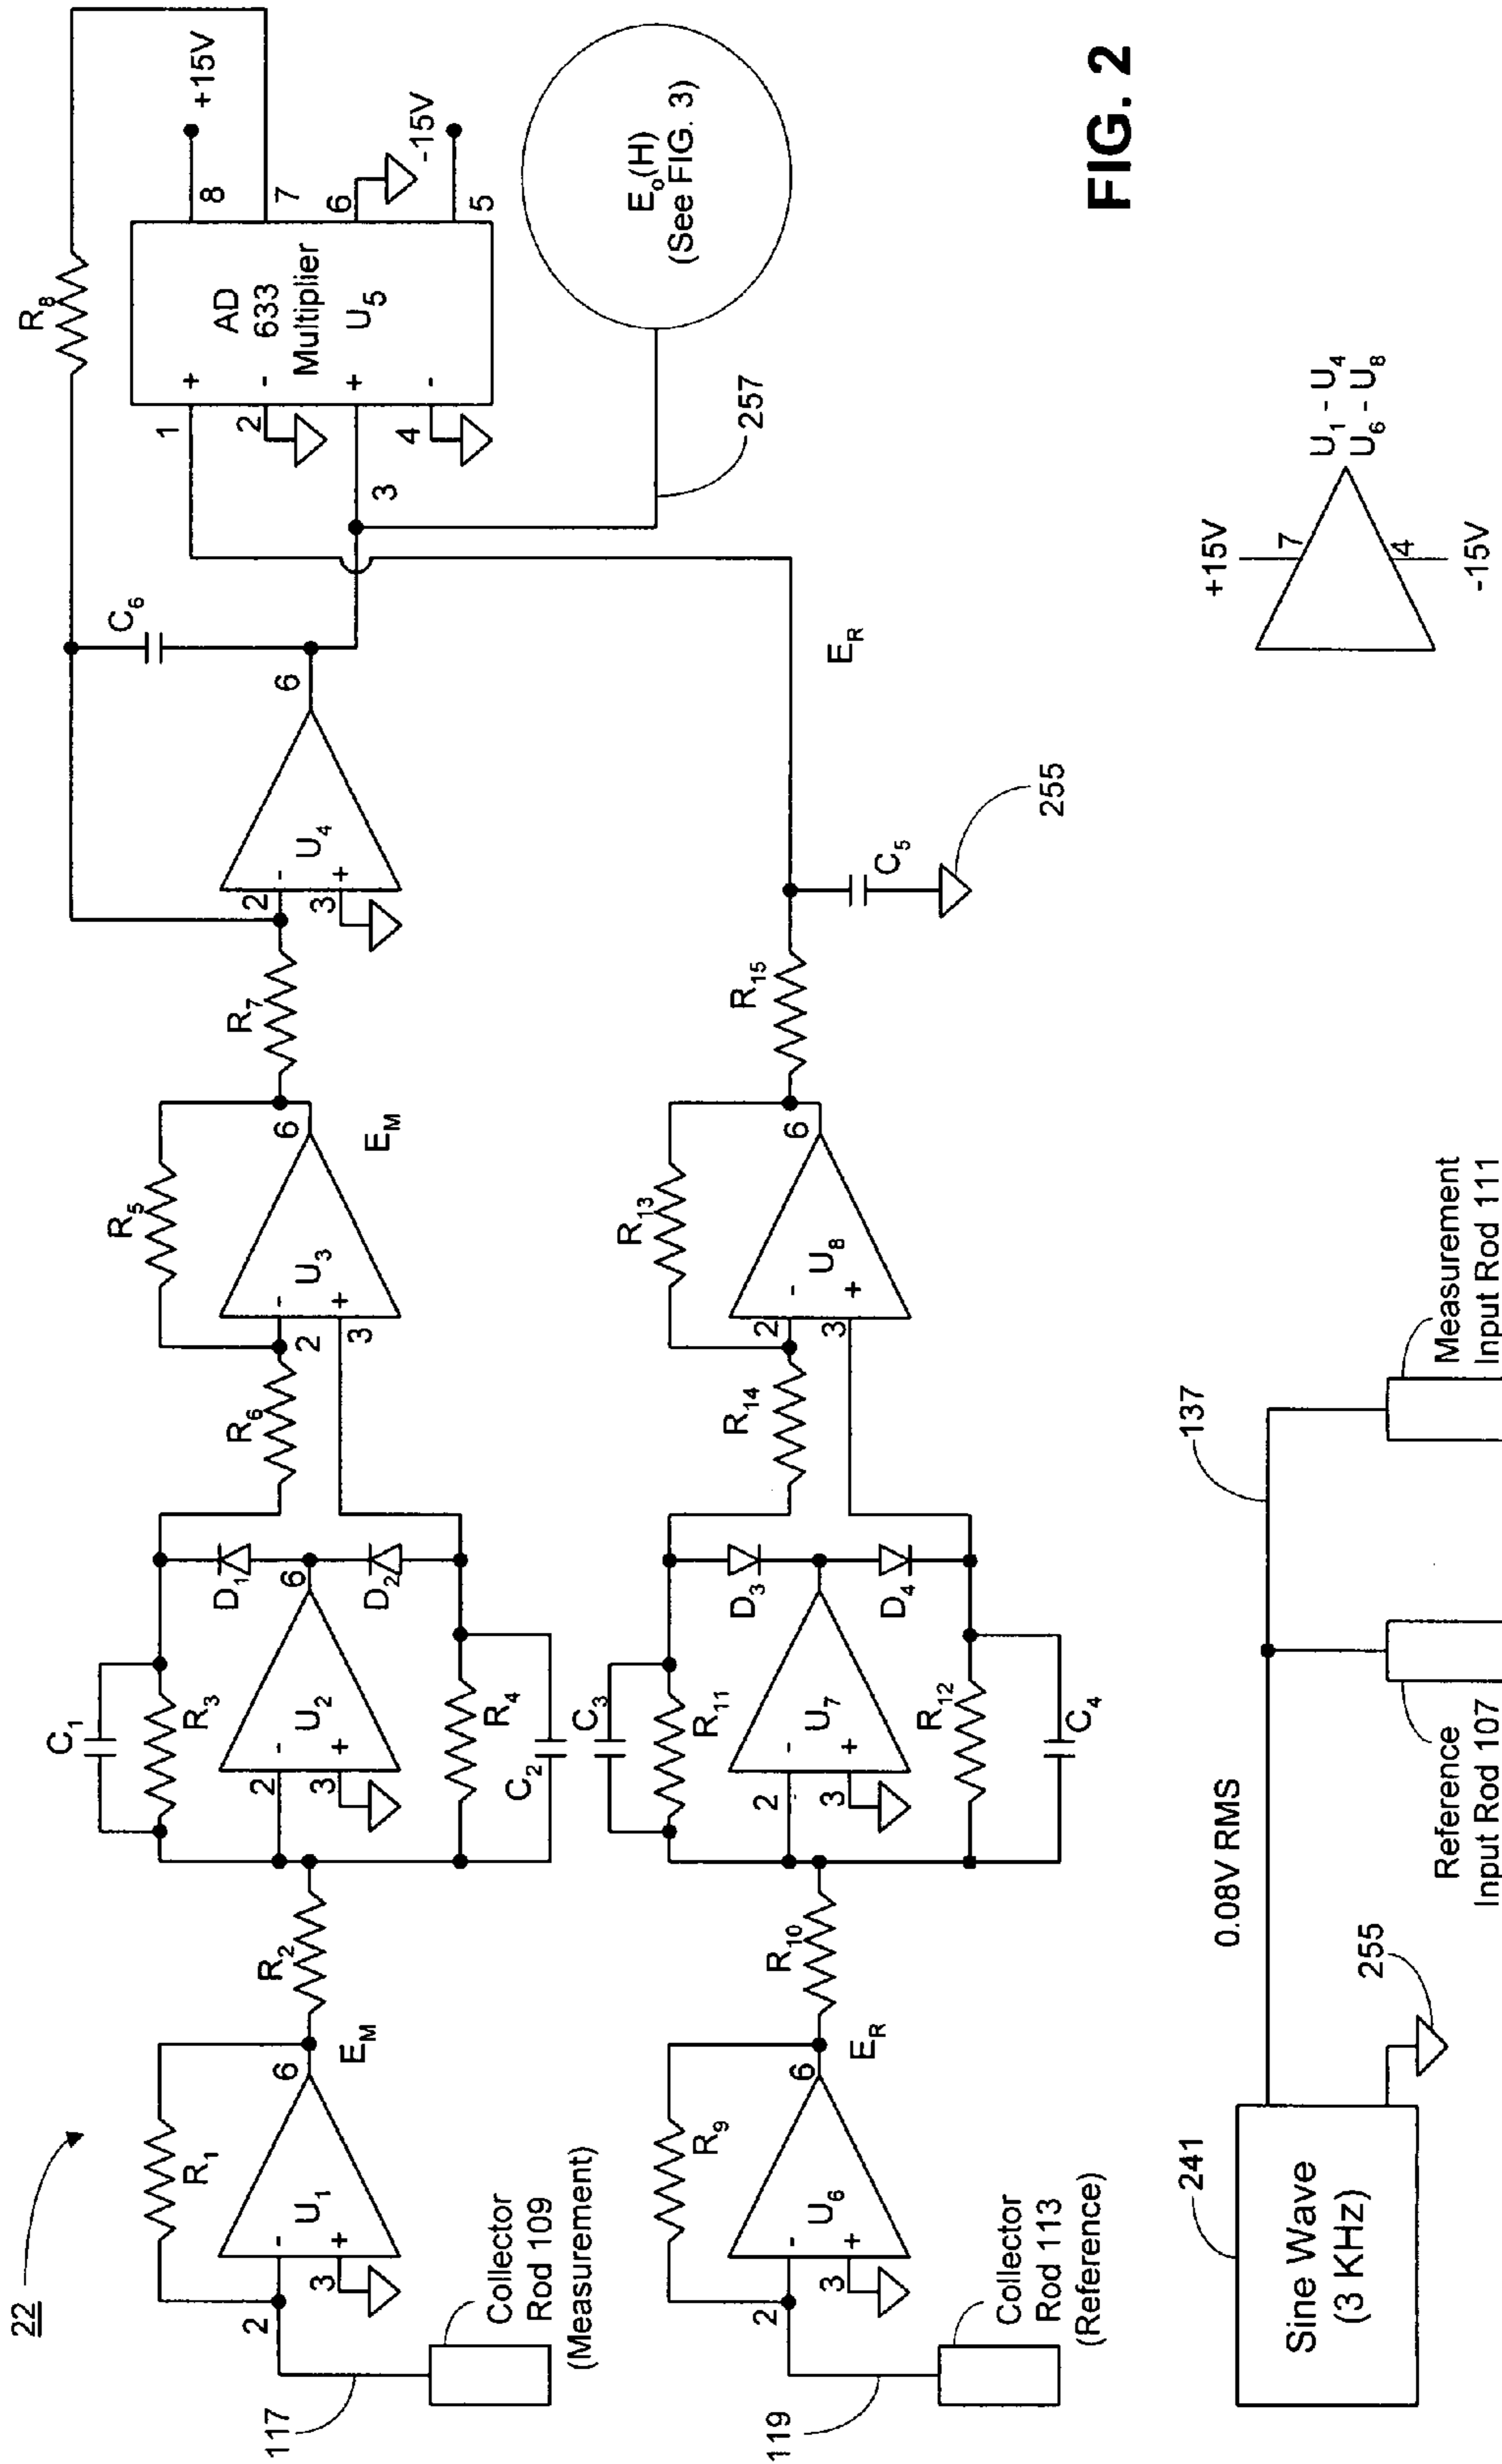 22
117
Collector
Rod 109
(Measurement)
2
3
-
+
U1
R1
6
EM
R2
2
3
-
+
U2
C1
R3
6
D1
D2
R4
C2
R6
2
3
-
+
U3
R5
6
EM
R7
2
3
-
+
U4
6
C6
R8
1
2
3
4
+
-
+
-
AD
633
Multiplier
U5
8
7
6
5
+15V
-15V
257
Eo(H)
(See FIG. 3)
119
Collector
Rod 113
(Reference)
2
3
-
+
U6
R9
6
ER
R10
2
3
-
+
U7
C3
R11
D3
D4
R12
C4
R14
2
3
-
+
U8
R13
6
R15
C5
255
ER
241
Sine Wave
(3 KHz)
255
0.08V RMS
137
Reference
Input Rod 107
Measurement
Input Rod 111
+15V
7
4
-15V
U1 - U4
U6 - U8
FIG. 2